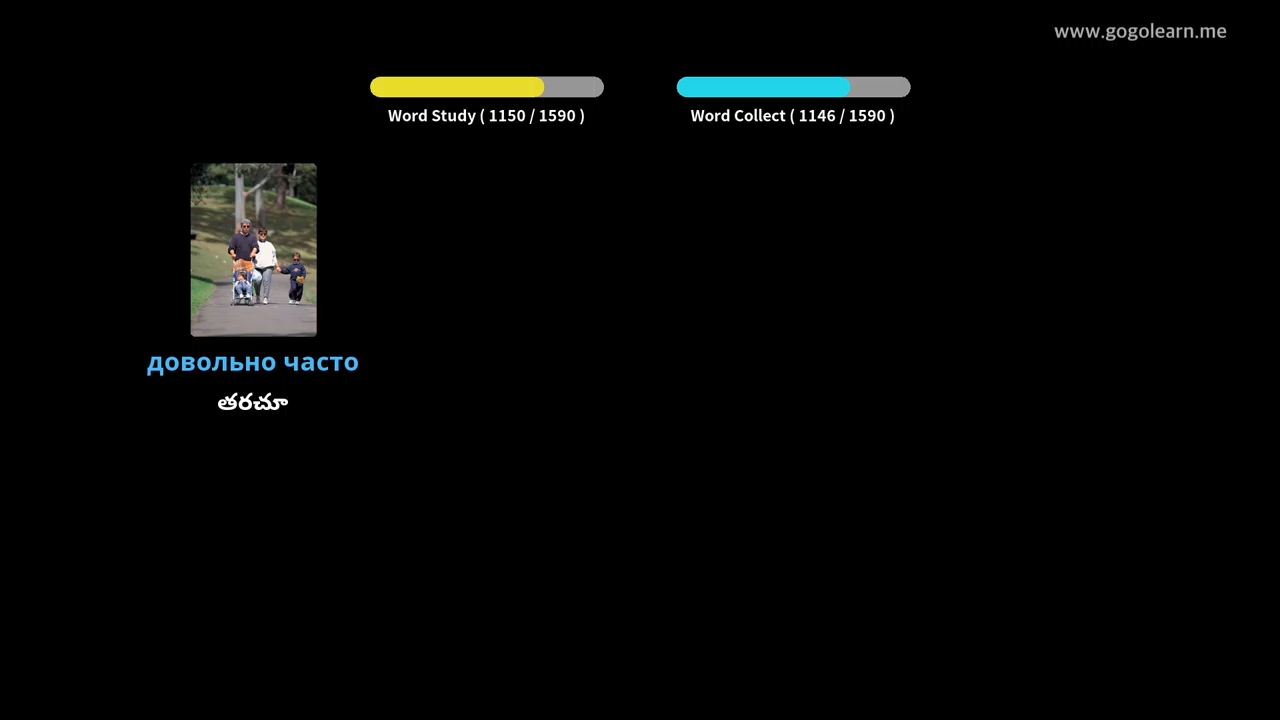 www.gogolearn.me
Word Study ( 1150 / 1590 )
Word Collect ( 1146 / 1590 )
довольно часто
తరచూ